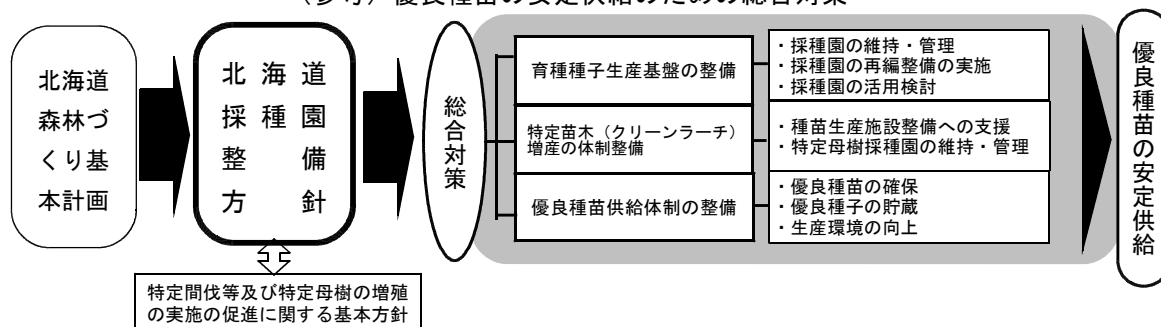 （参考）優良種苗の安定供給のための総合対策
北海道
森林づ
くり基
本計画
北海道
採種園
整備
方針
特定間伐等及び特定母樹の増殖
の実施の促進に関する基本方針
総合対策
育種種子生産基盤の整備
・採種園の維持・管理
・採種園の再編整備の実施
・採種園の活用検討
特定苗木（クリーンラーチ）
増産の体制整備
・種苗生産施設整備への支援
・特定母樹採種園の維持・管理
優良種苗供給体制の整備
・優良種苗の確保
・優良種子の貯蔵
・生産環境の向上
優良種苗の安定供給